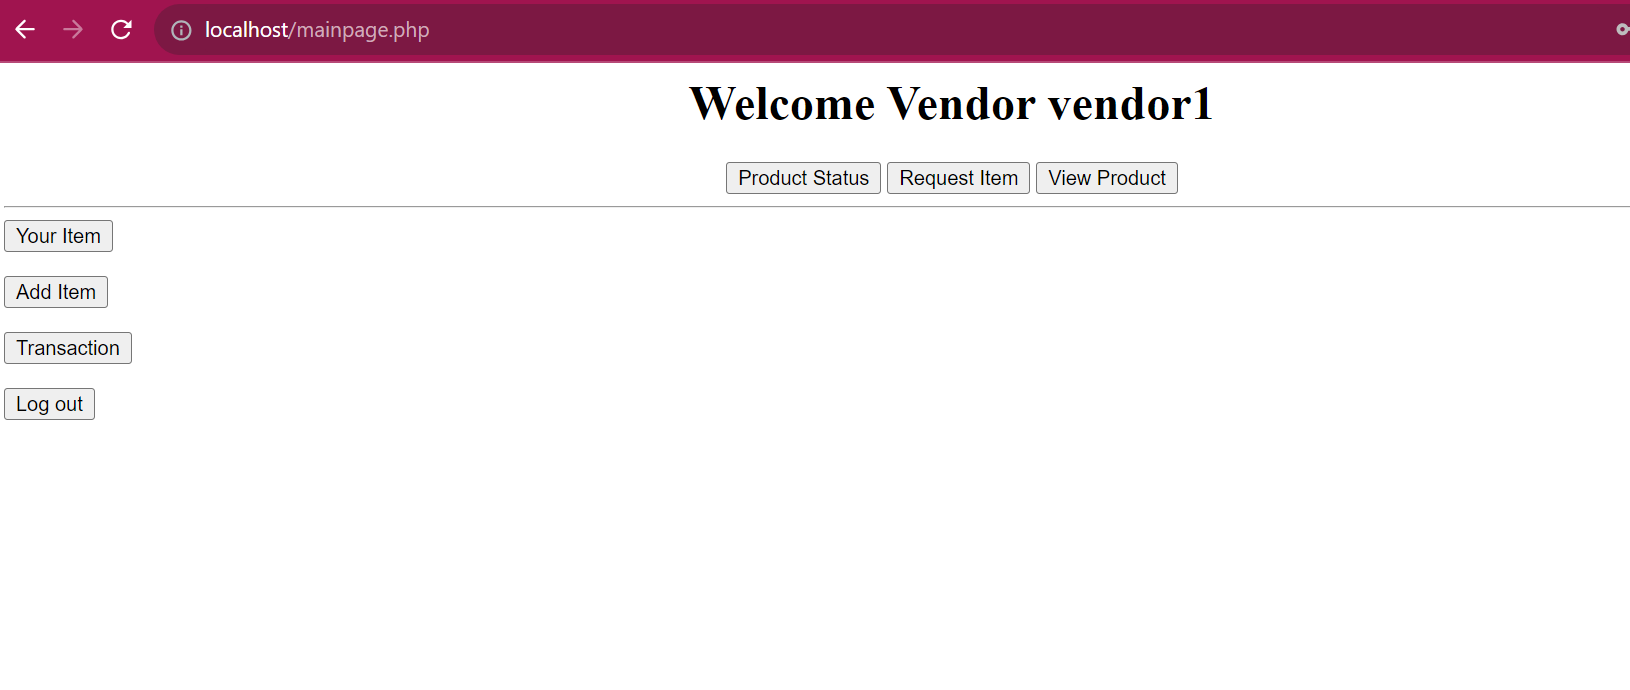 localhost/mainpage.php
Welcome Vendor vendor1
Product Status Request Item View Product
Your Item
Add Item
Transaction
Log out